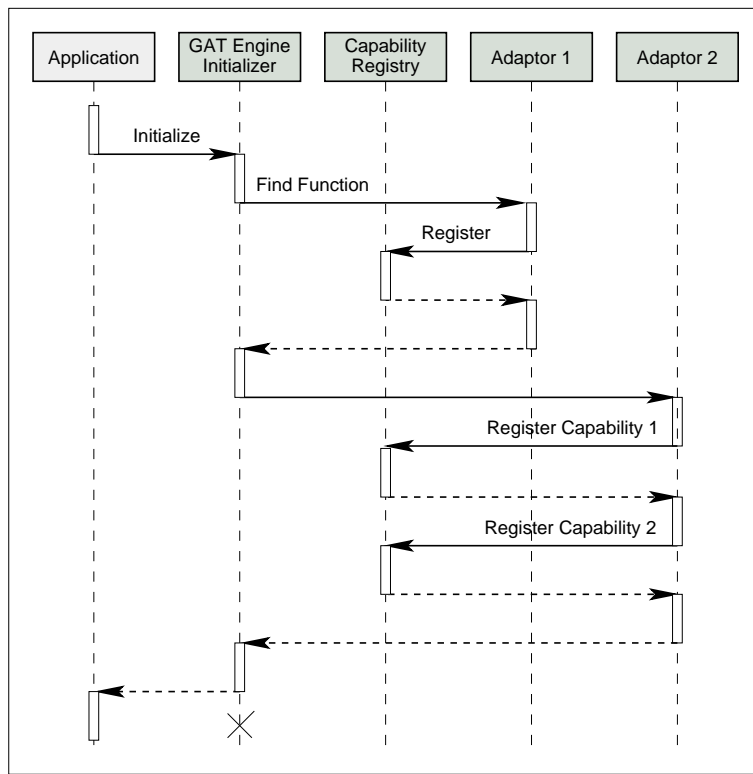 Application
GAT Engine
Initializer
Capability
Registry
Adaptor 1
Adaptor 2
Initialize
Find Function
Register
Register Capability 1
Register Capability 2